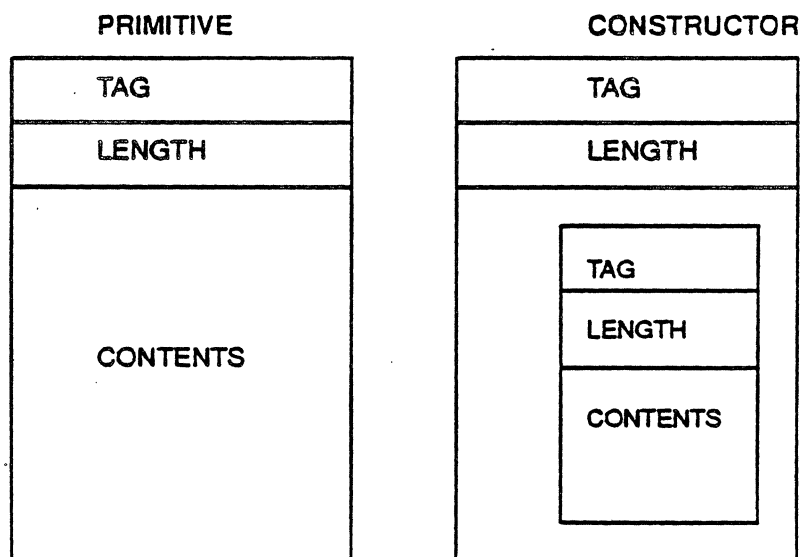 PRIMITIVE
TAG
LENGTH
CONTENTS
CONSTRUCTOR
TAG
LENGTH
TAG
LENGTH
CONTENTS